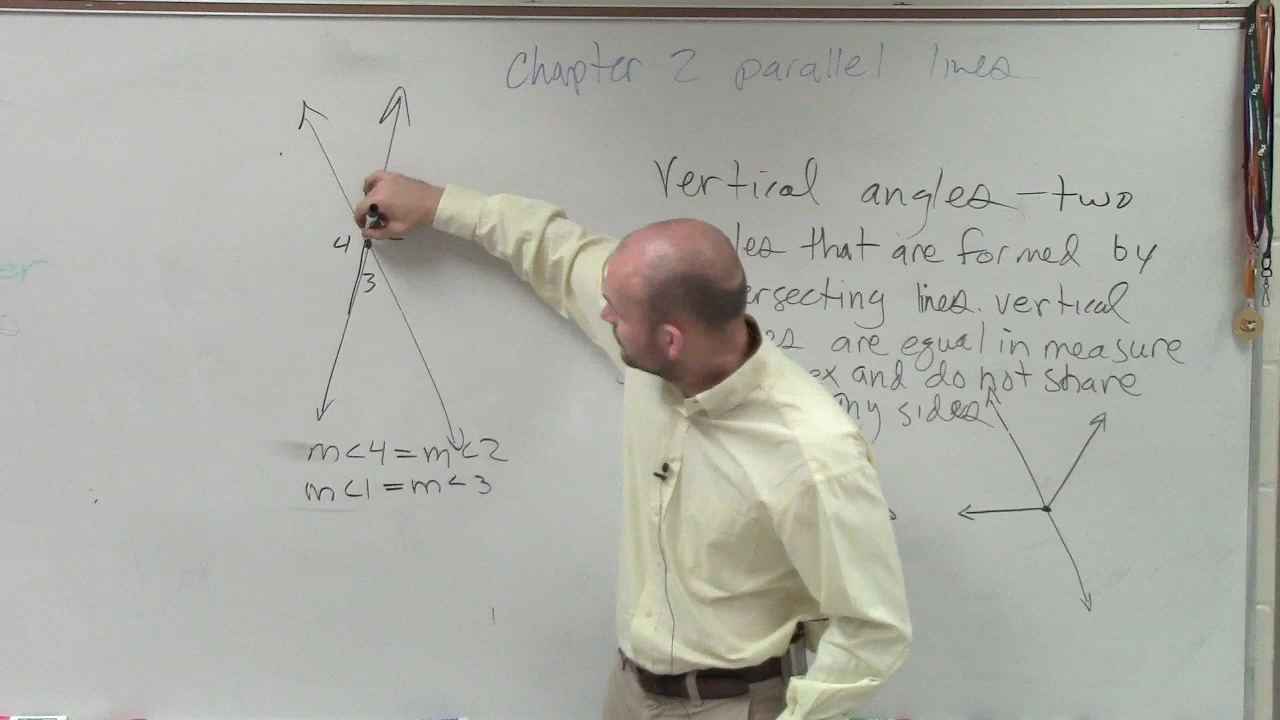 Chapter 2 parallel lines
Vertical angles - two
that are formed by
lines. vertical
are equal in measure
and do not share
sides
4
3
m<4 = m<2
m<1 = m<3